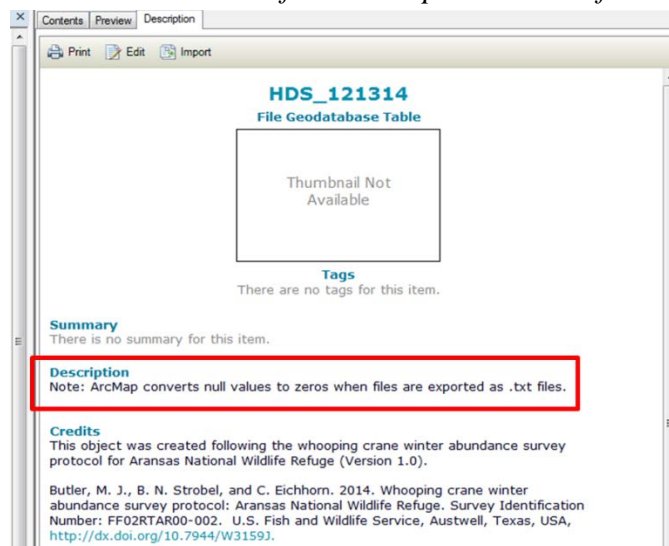 Contents Preview Description
Print Edit Import
HDS_121314
File Geodatabase Table
Thumbnail Not
Available
Tags
There are no tags for this item.
Summary
There is no summary for this item.
Description
Note: ArcMap converts null values to zeros when files are exported as .txt files.
Credits
This object was created following the whooping crane winter abundance survey
protocol for Aransas National Wildlife Refuge (Version 1.0).
Butler, M. J., B. N. Strobel, and C. Eichhorn. 2014. Whooping crane winter
abundance survey protocol: Aransas National Wildlife Refuge. Survey Identification
Number: FF02RTAR00-002. U.S. Fish and Wildlife Service, Austwell, Texas, USA,
http://dx.doi.org/10.7944/W3159J.